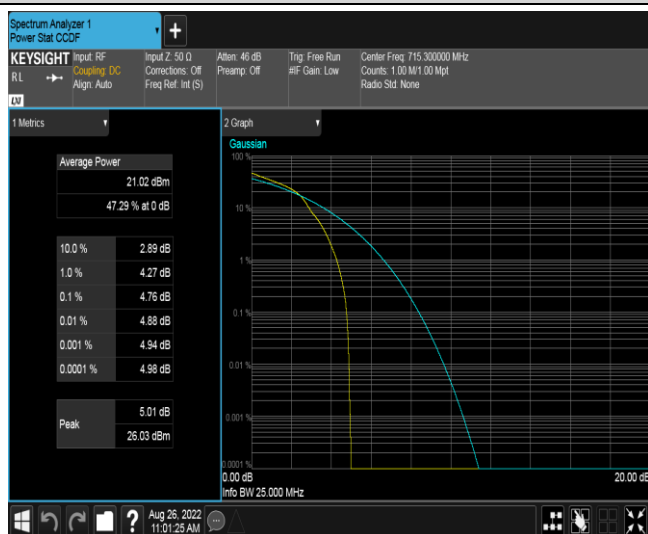 Spectrum Analyzer 1
Power Stat CCDF
+
KEYSIGHT
R L
LXI
Input: RF
Coupling: DC
Align: Auto
Input Z: 50 Ω
Corrections: Off
Freq Ref: Int (S)
Atten: 46 dB
Preamp: Off
Trig: Free Run
#IF Gain: Low
Center Freq: 715.300000 MHz
Counts: 1.00 M/1.00 Mpt
Radio Std: None
1 Metrics
Average Power
21.02 dBm
47.29 % at 0 dB
10.0 % 2.89 dB
1.0 % 4.27 dB
0.1 % 4.76 dB
0.01 % 4.88 dB
0.001 % 4.94 dB
0.0001 % 4.98 dB
Peak
5.01 dB
26.03 dBm
2 Graph
Gaussian
100 %
10 %
1 %
0.1 %
0.01 %
0.001 %
0.0001 %
0.00 dB 20.00 dB
Info BW 25.000 MHz
?
Aug 26, 2022
11:01:25 AM